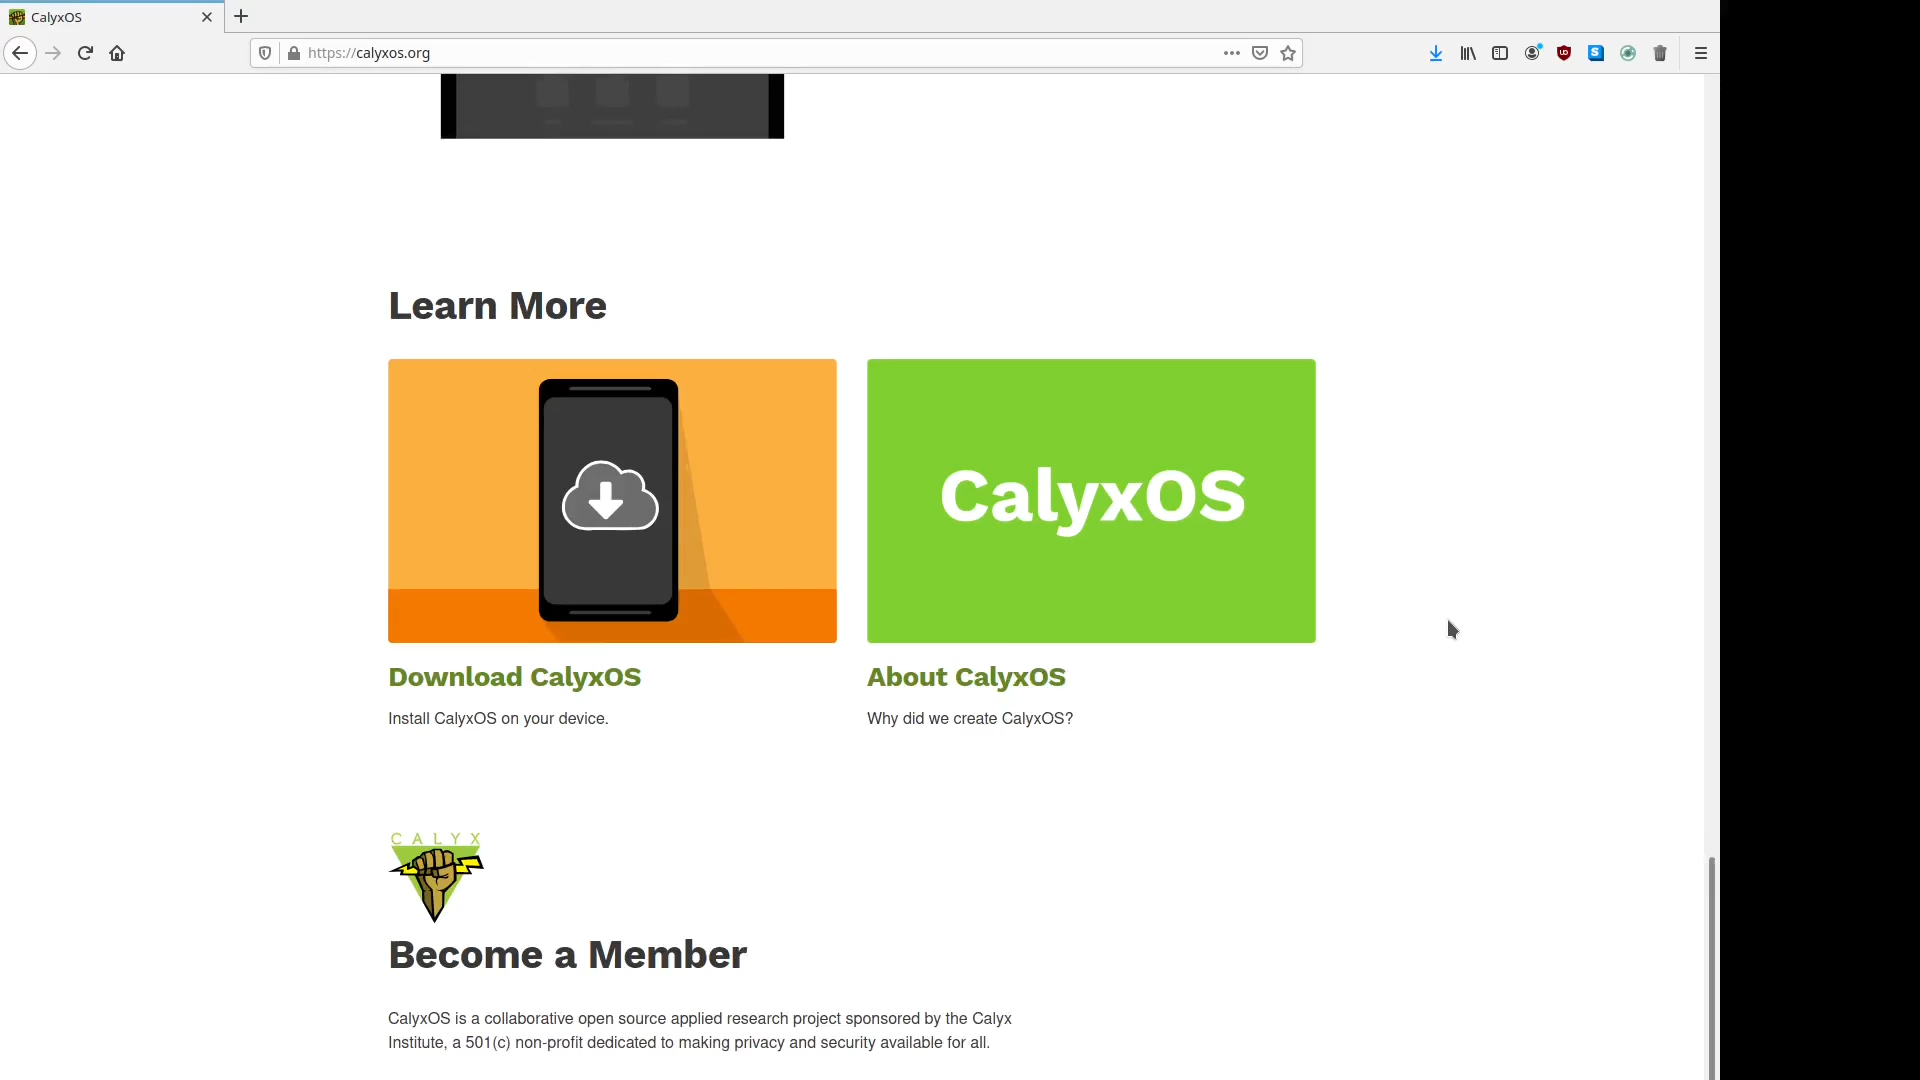 CalyxOS
https://calyxos.org
Learn More
CalyxOS
Download CalyxOS
About CalyxOS
Install CalyxOS on your device.
Why did we create CalyxOS?
CALYX
Become a Member
CalyxOS is a collaborative open source applied research project sponsored by the Calyx
Institute, a 501(c) non-profit dedicated to making privacy and security available for all.